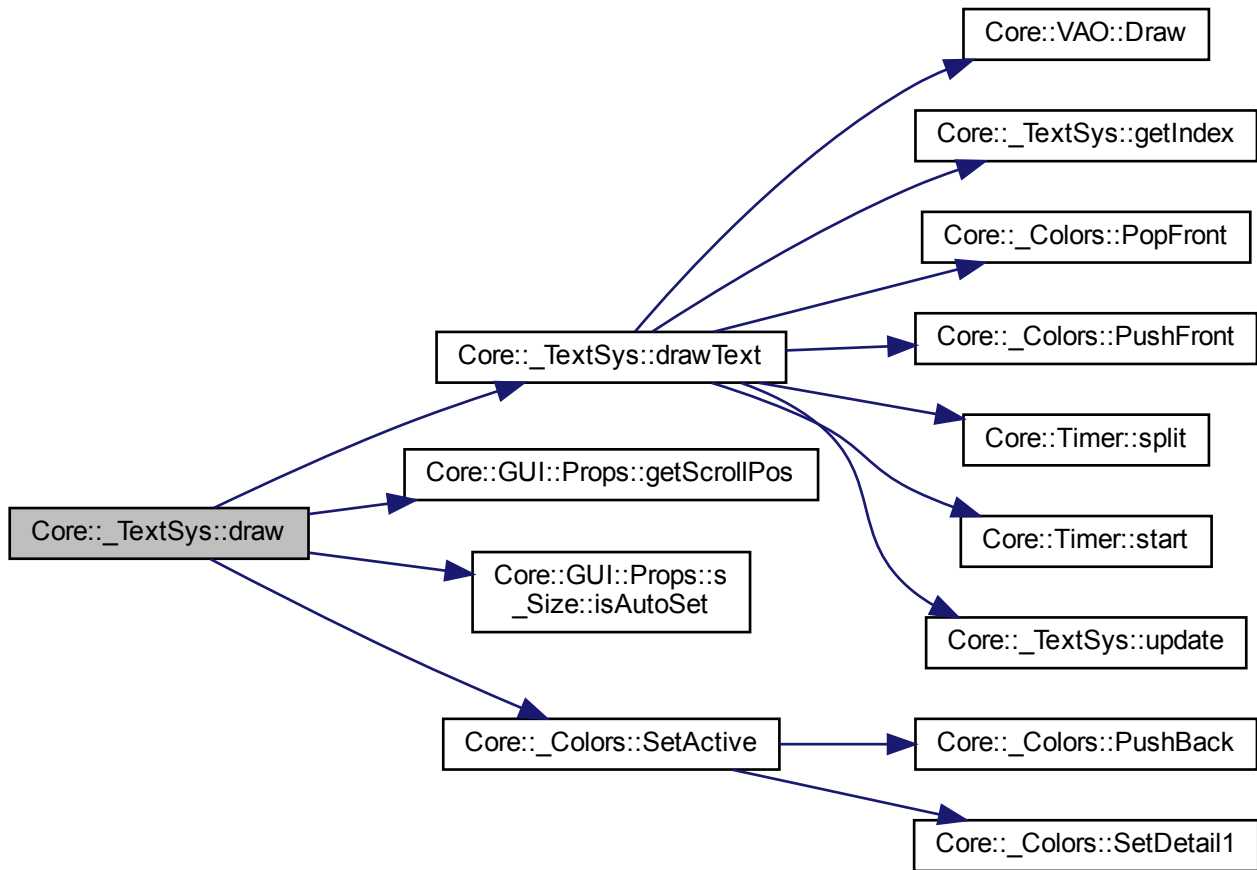 Core::VAO::Draw
Core::_TextSys::getIndex
Core::_Colors::PopFront
Core::_TextSys::drawText
Core::_Colors::PushFront
Core::Timer::split
Core::GUI::Props::getScrollPos
Core::_TextSys::draw
Core::Timer::start
Core::GUI::Props::s
_Size::isAutoSet
Core::_TextSys::update
Core::_Colors::SetActive
Core::_Colors::PushBack
Core::_Colors::SetDetail1